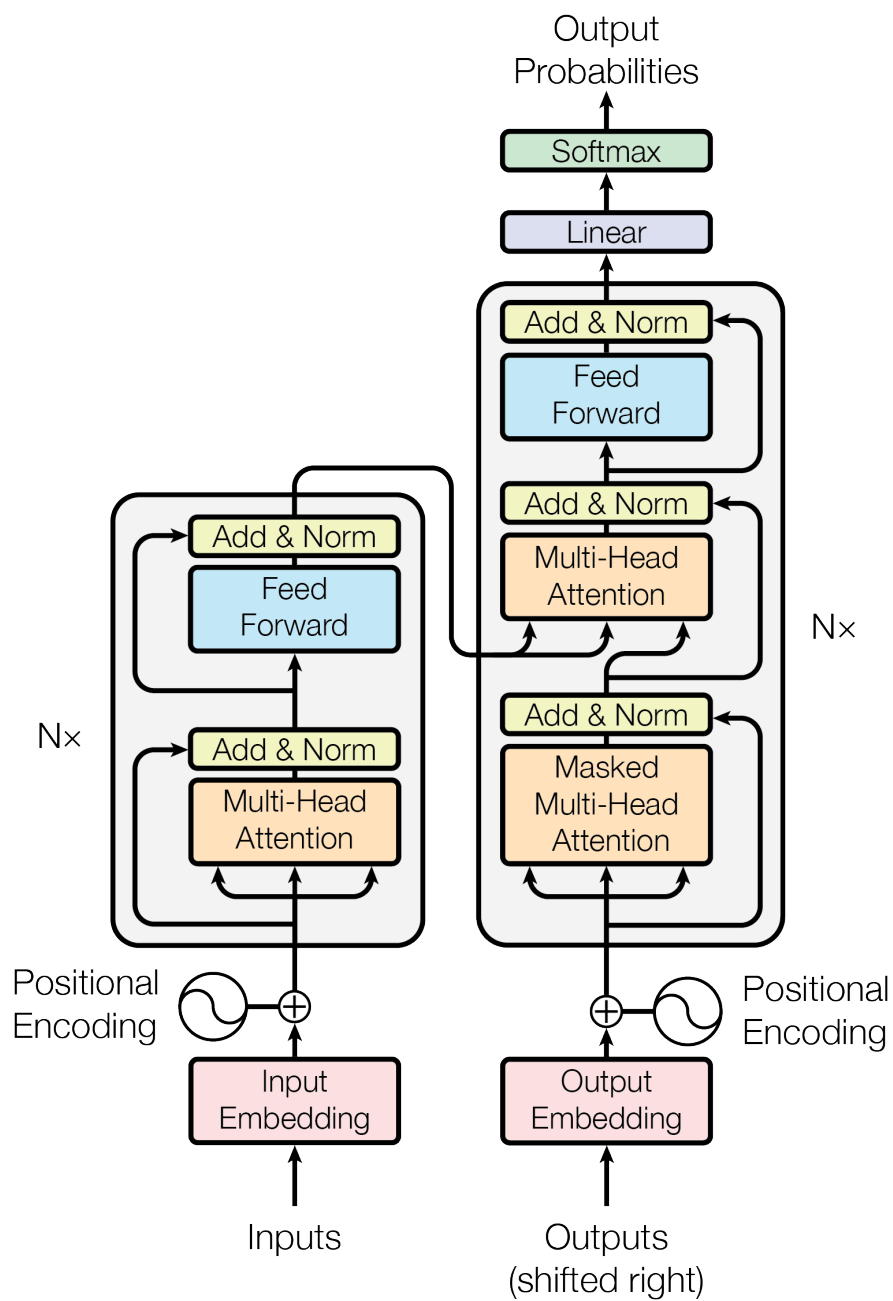 Output
Probabilities
Softmax
Linear
Add & Norm
Feed
Forward
Add & Norm
Multi-Head
Attention
N×
Add & Norm
Masked
Multi-Head
Attention
Add & Norm
Feed
Forward
N×
Add & Norm
Multi-Head
Attention
Positional
Encoding
Positional
Encoding
Input
Embedding
Output
Embedding
Inputs
Outputs
(shifted right)